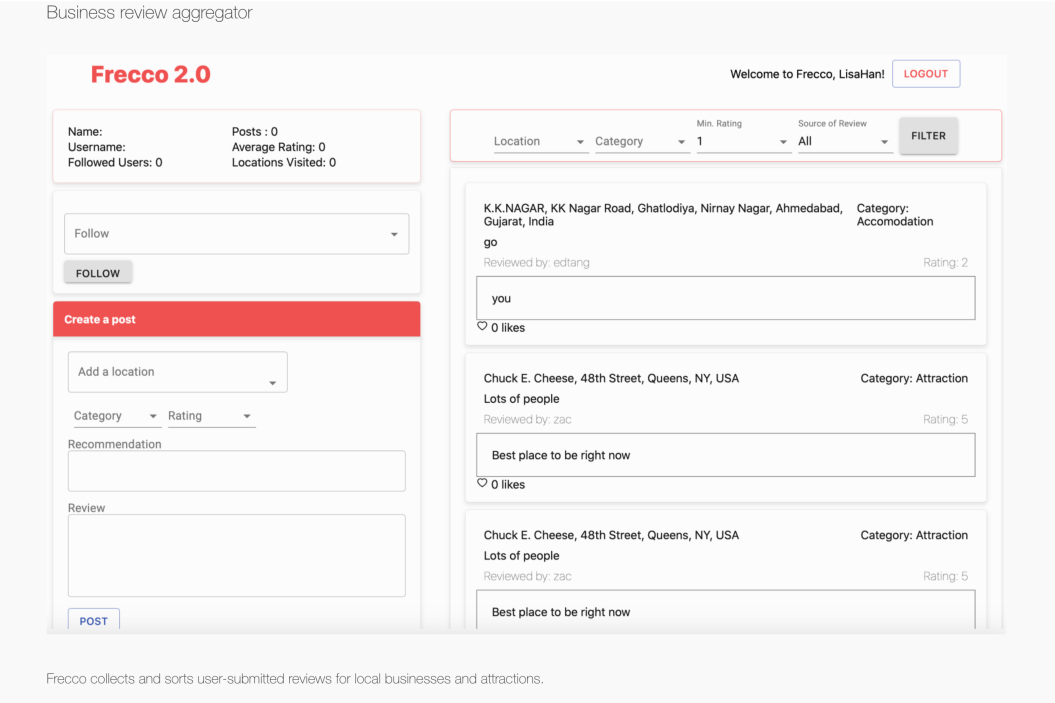 Business review aggregator
Frecco 2.0
Welcome to Frecco, LisaHan!
LOGOUT
Name:
Username:
Followed Users: 0
Posts : 0
Average Rating: 0
Locations Visited: 0
Follow
FOLLOW
Create a post
Add a location
Category
Rating
Recommendation
Review
POST
Location
Category
Min. Rating
1
Source of Review
All
FILTER
K.K.NAGAR, KK Nagar Road, Ghatlodiya, Nirnay Nagar, Ahmedabad,
Gujarat, India
Category:
Accomodation
go
Reviewed by: edtang
Rating: 2
you
0 likes
Chuck E. Cheese, 48th Street, Queens, NY, USA
Category: Attraction
Lots of people
Reviewed by: zac
Rating: 5
Best place to be right now
0 likes
Chuck E. Cheese, 48th Street, Queens, NY, USA
Category: Attraction
Lots of people
Reviewed by: zac
Rating: 5
Best place to be right now
Frecco collects and sorts user-submitted reviews for local businesses and attractions.